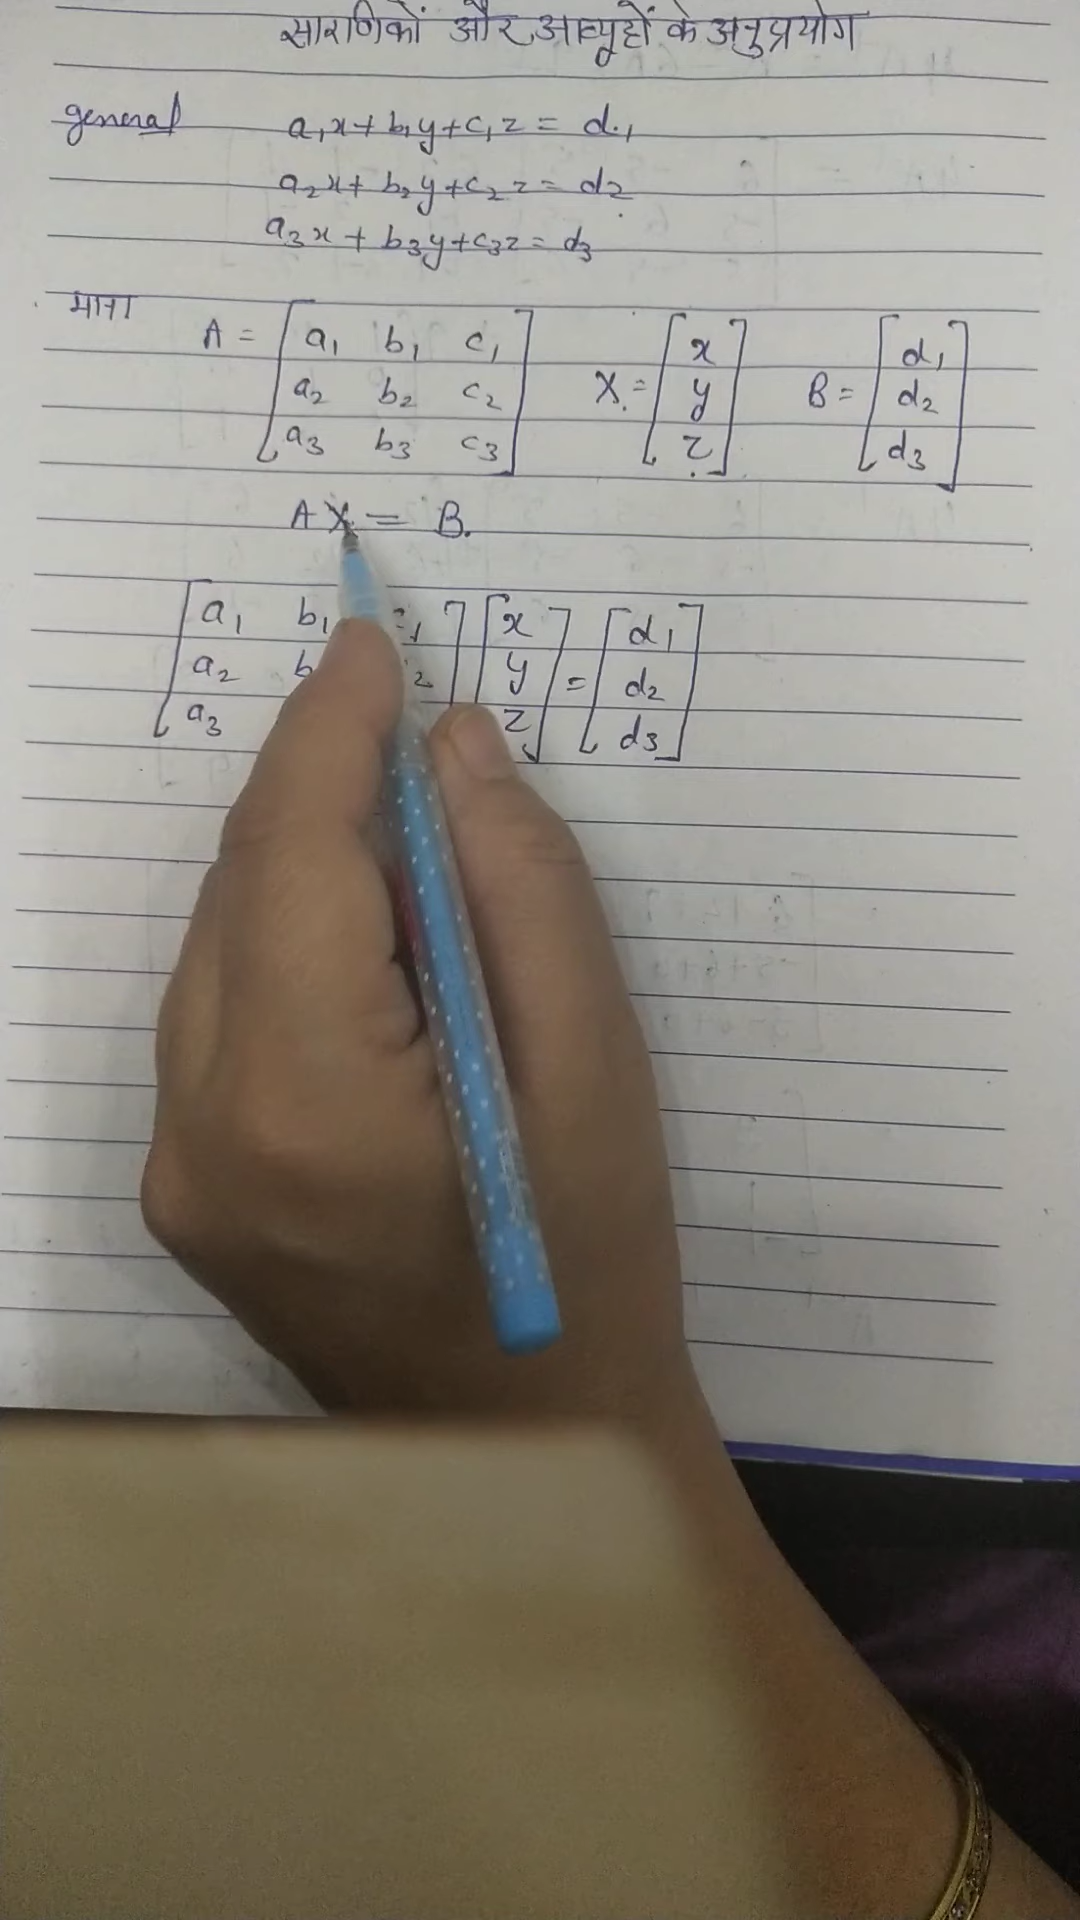 सारणिकों और आव्यूहों के अनुप्रयोग
general a₁x + b₁y + c₁z = d₁
a₂x + b₂y + c₂z = d₂
a₃x + b₃y + c₃z = d₃
माना
A = [a₁ b₁ c₁ X = [x B = [d₁
a₂ b₂ c₂ y d₂
a₃ b₃ c₃] z] d₃]
AX = B.
[a₁ b₁ c₁] [x] [d₁]
a₂ b 2 y = d₂
a₃ z d₃